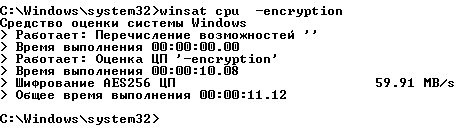 C:\Windows\system32>winsat cpu  -encryption
Средство оценки системы Windows
> Работает: Перечисление возможностей ''
> Время выполнения 00:00:00.00
> Работает: Оценка ЦП '-encryption'
> Время выполнения 00:00:10.08
> Шифрование AES256 ЦП                         59.91 MB/s
> Общее время выполнения 00:00:11.12
C:\Windows\system32>